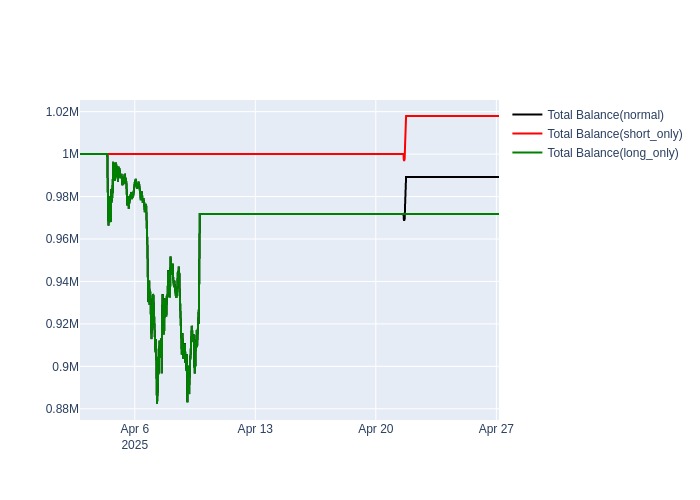 1.02M
1M
0.98M
0.96M
0.94M
0.92M
0.9M
0.88M
Apr 6
2025
Apr 13
Apr 20
Apr 27
Total Balance(normal)
Total Balance(short_only)
Total Balance(long_only)